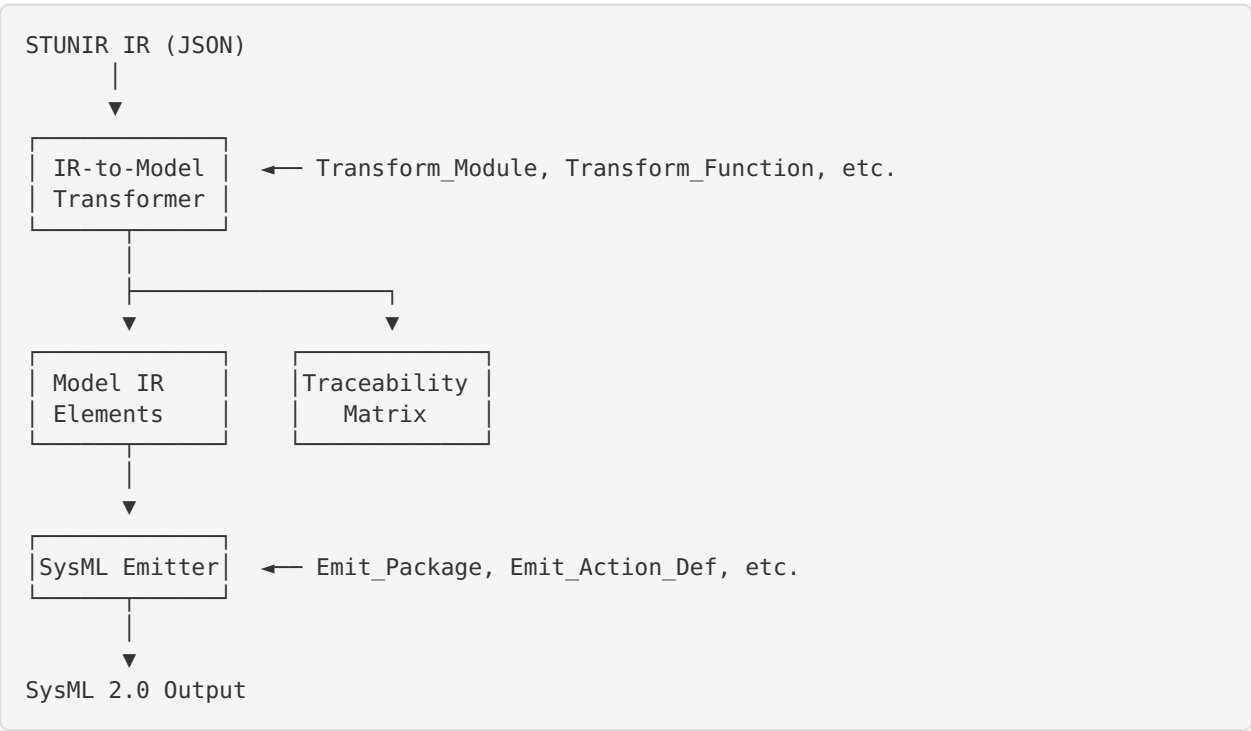 STUNIR IR (JSON)
IR-to-Model ◄── Transform_Module, Transform_Function, etc.
Transformer
Model IR Traceability
Elements Matrix
SysML Emitter ◄── Emit_Package, Emit_Action_Def, etc.
SysML 2.0 Output